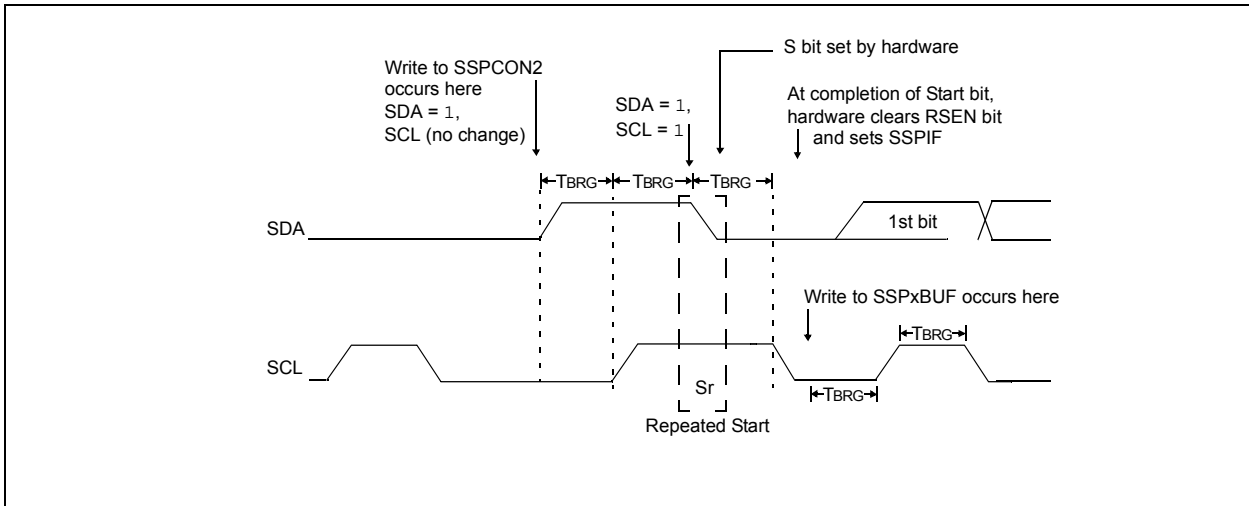 S bit set by hardware
Write to SSPCON2
occurs here
SDA = 1,
SCL (no change)
SDA = 1,
SCL = 1
At completion of Start bit,
hardware clears RSEN bit
and sets SSPIF
TBRG TBRG TBRG
SDA
1st bit
Write to SSPxBUF occurs here
TBRG
SCL
Sr
TBRG
Repeated Start